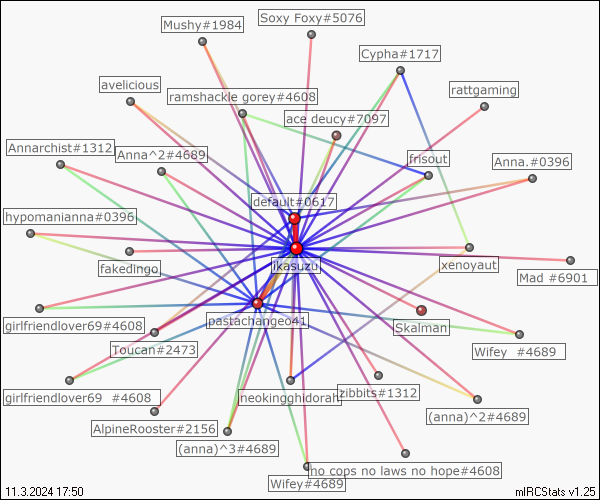 Soxy Foxy#5076
Mushy#1984
Cypha#1717
avelicious
ramshackle gorey#4608
rattgaming
ace deucy#7097
Annarchist#1312
Anna^2#4689
frisout
Anna.#0396
default#0617
hypomanianna#0396
fakedingo
jkasuzu
xenoyaut
Mad #6901
girlfriendlover69#4608
pastachangeo41
Skalman
Toucan#2473
Wifey #4689
girlfriendlover69 #4608
neokingghidorah
zibbits#1312
(anna)^2#4689
AlpineRooster#2156
(anna)^3#4689
no cops no laws no hope#4608
Wifey#4689
11.3.2024 17:50
mIRCStats v1.25